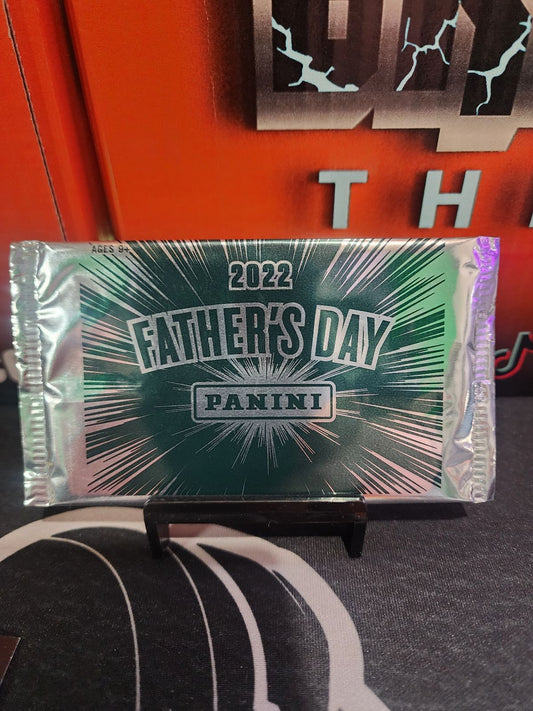 TH
AGES 9+
2022
FATHER'S DAY
PANINI